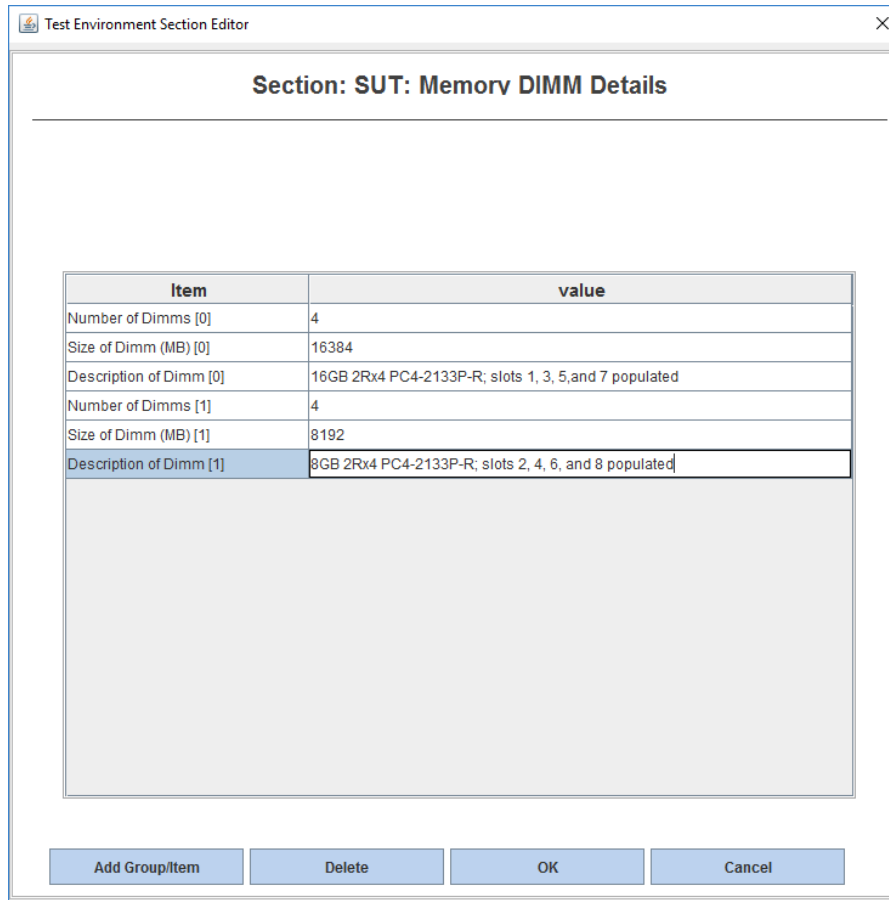 Test Environment Section Editor
Section: SUT: Memory DIMM Details
Item value
Number of Dimms [0] 4
Size of Dimm (MB) [0] 16384
Description of Dimm [0] 16GB 2Rx4 PC4-2133P-R; slots 1, 3, 5,and 7 populated
Number of Dimms [1] 4
Size of Dimm (MB) [1] 8192
Description of Dimm [1] 8GB 2Rx4 PC4-2133P-R; slots 2, 4, 6, and 8 populated
Add Group/Item Delete OK Cancel